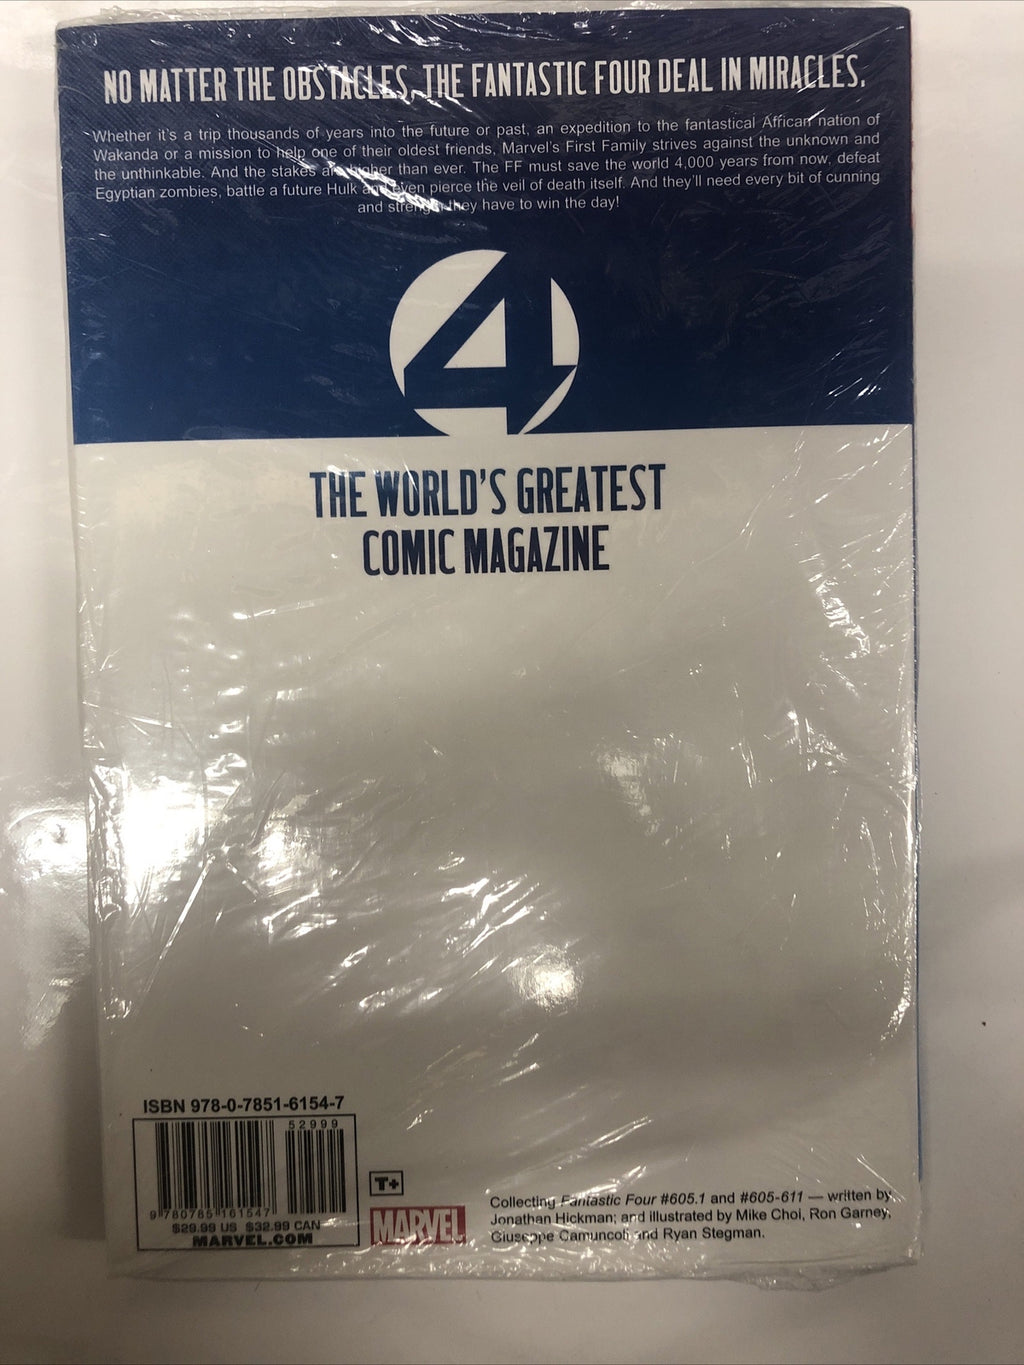 NO MATTER THE OBSTACLES, THE FANTASTIC FOUR DEAL IN MIRACLES.
Whether it's a trip thousands of years into the future or past, an expedition to the fantastical African nation of
Wakanda or a mission to help one of their oldest friends, Marvel's First Family strives against the unknown and
the unthinkable. And the stakes are higher than ever. The FF must save the world 4,000 years from now, defeat
Egyptian zombies, battle a future Hulk and even pierce the veil of death itself. And they'll need every bit of cunning
and strength they have to win the day!
4
THE WORLD'S GREATEST
COMIC MAGAZINE
ISBN 978-0-7851-6154-7
52999
9 780785 161547
$29.99 US $32.99 CAN
MARVEL.COM
T+
MARVEL
Collecting Fantastic Four #605.1 and #605-611 — written by
Jonathan Hickman; and illustrated by Mike Choi, Ron Garney,
Giuseppe Camuncoli and Ryan Stegman.